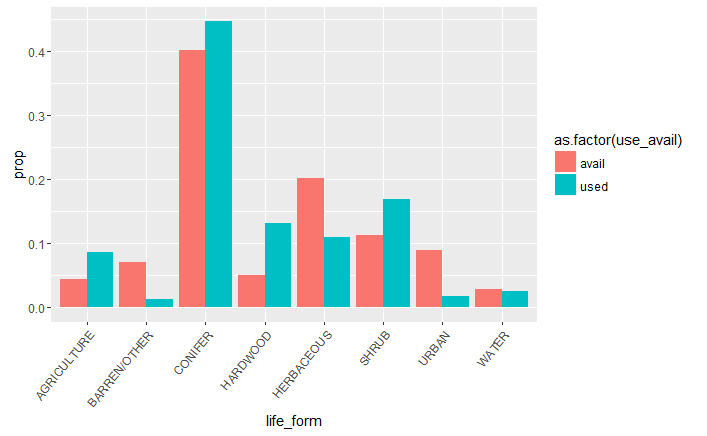 0.4
0.3
0.2
0.1
0.0
prop
AGRICULTURE
BARREN/OTHER
CONIFER
HARDWOOD
HERBACEOUS
SHRUB
URBAN
WATER
life_form
as.factor(use_avail)
avail
used